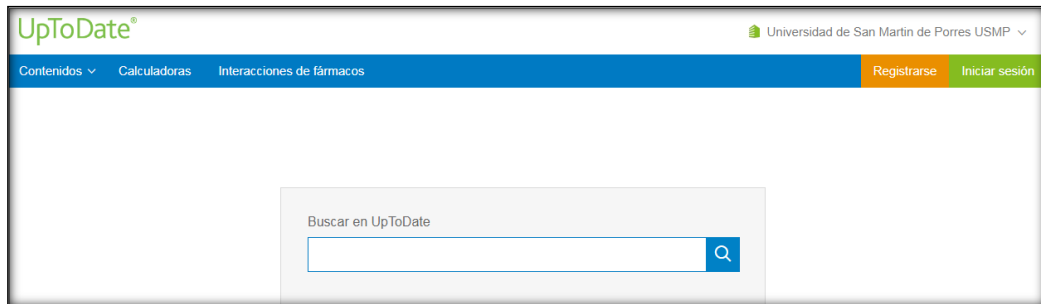 UpToDate®
Universidad de San Martin de Porres USMP
Contenidos Calculadoras Interacciones de fármacos Registrarse Iniciar sesión
Buscar en UpToDate